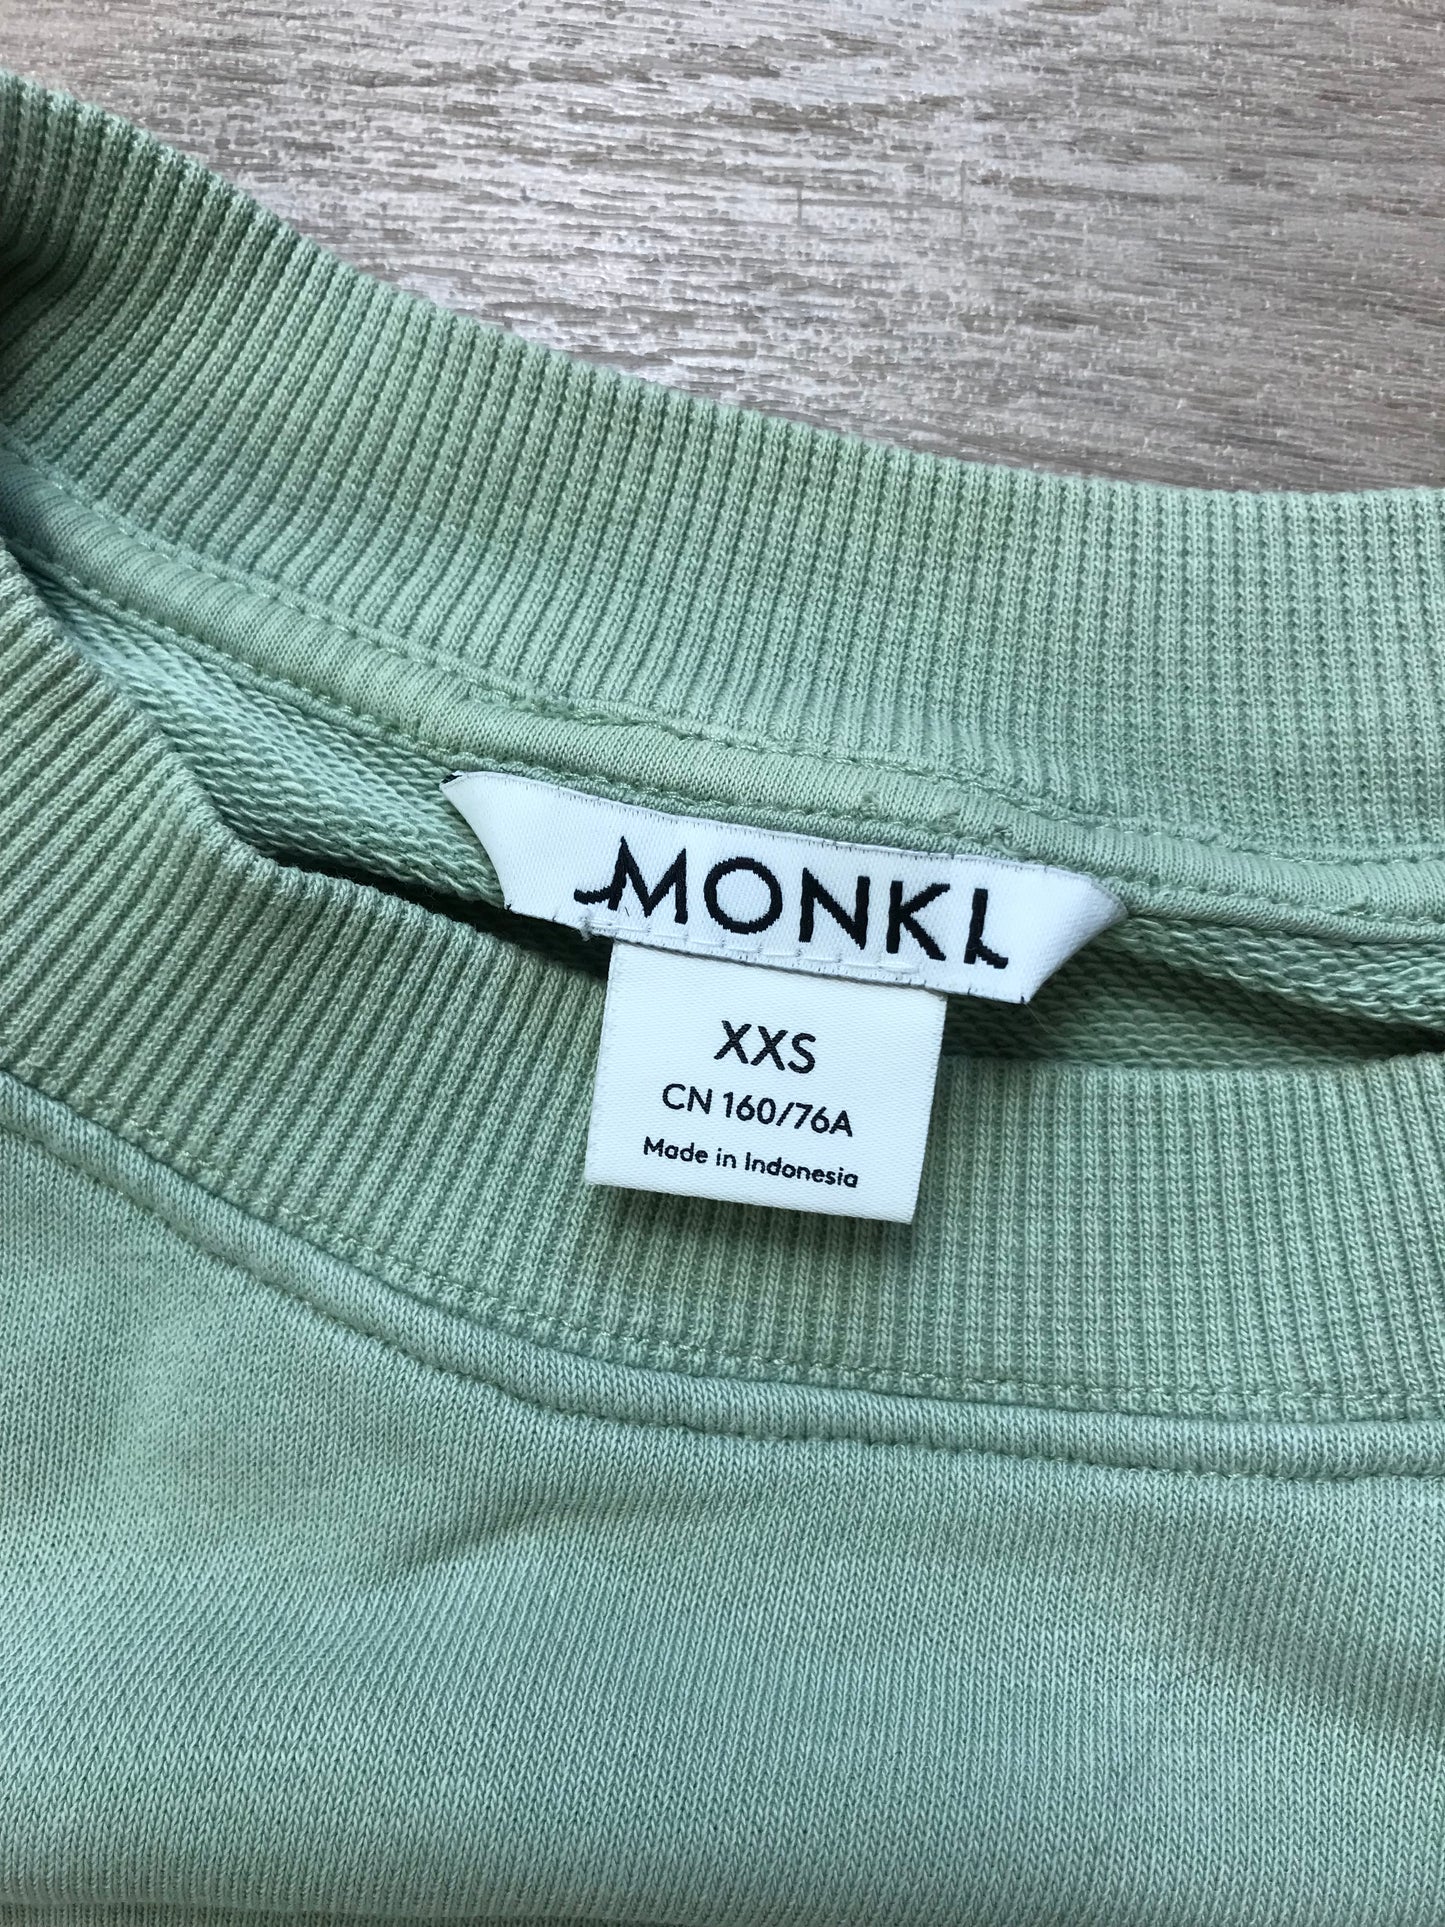 MONKI
XXS
CN 160/76A
Made in Indonesia